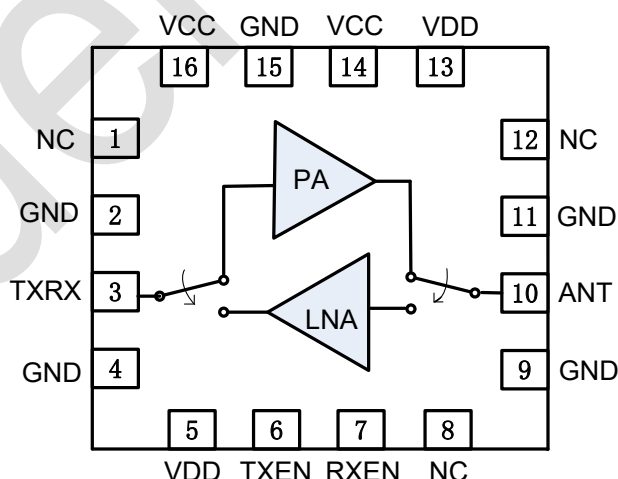 VCC GND VCC VDD
16 15 14 13
NC 1 12 NC
PA
GND 2 11 GND
TXRX 3 10 ANT
LNA
GND 4 9 GND
5 6 7 8
VDD TXEN RXEN NC